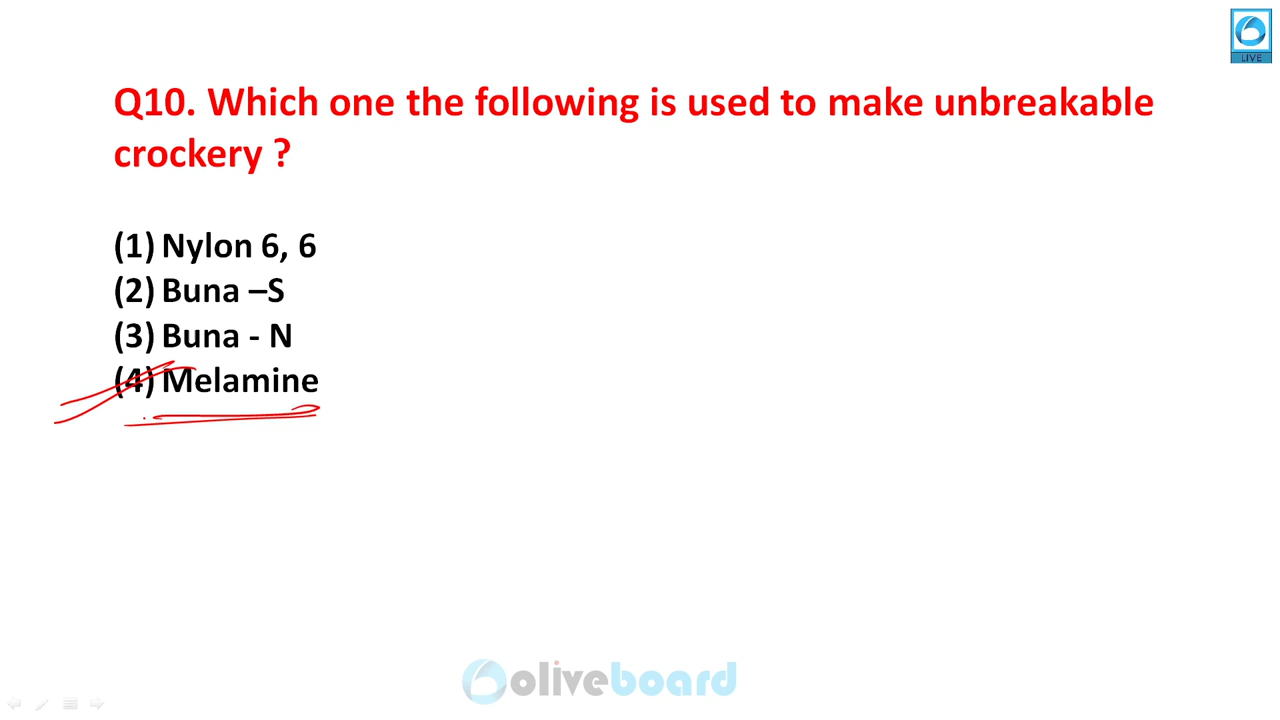 LIVE
Q10. Which one the following is used to make unbreakable
crockery ?
(1) Nylon 6, 6
(2) Buna –S
(3) Buna - N
(4) Melamine
oliveboard